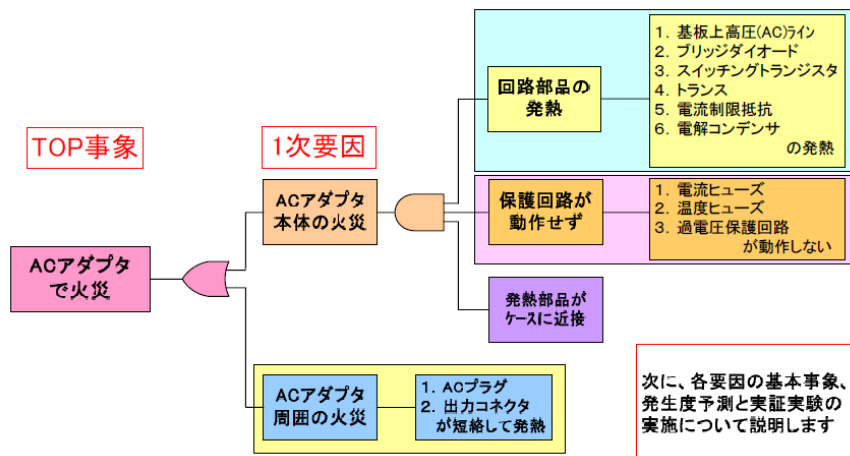 TOP事象
1次要因
ACアダプタ
で火災
ACアダプタ
本体の火災
ACアダプタ
周囲の火災
1. ACプラグ
2. 出力コネクタ
が短絡して発熱
回路部品の
発熱
1. 基板上高圧(AC)ライン
2. ブリッジダイオード
3. スイッチングトランジスタ
4. トランス
5. 電流制限抵抗
6. 電解コンデンサ
の発熱
保護回路が
動作せず
1. 電流ヒューズ
2. 温度ヒューズ
3. 過電圧保護回路
が動作しない
発熱部品が
ケースに近接
次に、各要因の基本事象、
発生度予測と実証実験の
実施について説明します